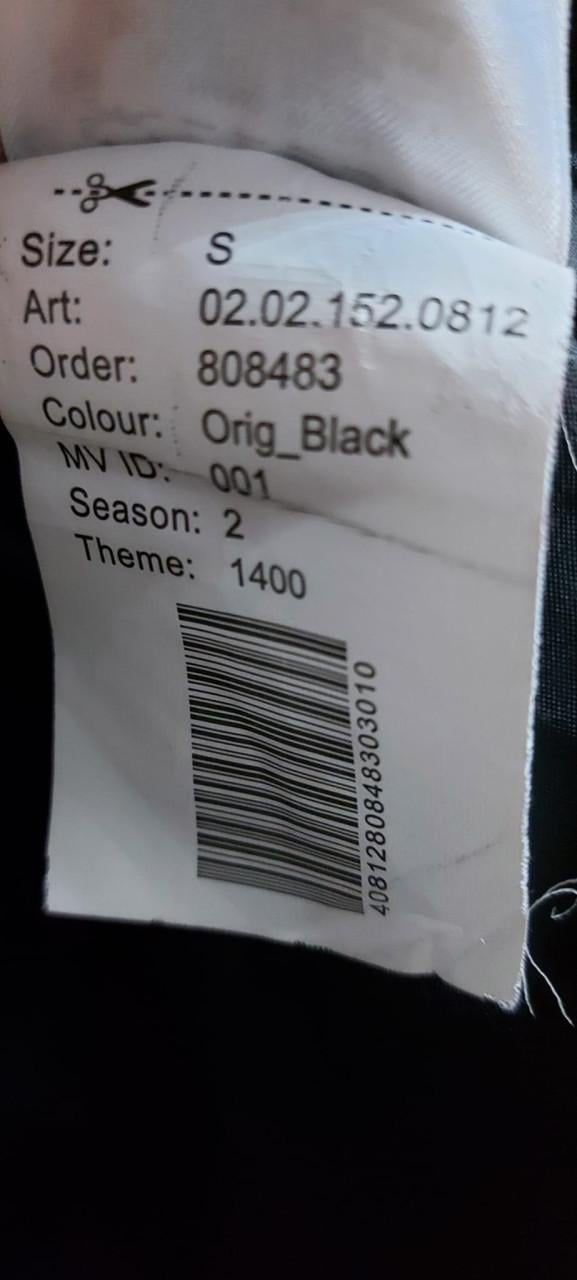 Size: S
Art: 02.02.152.0812
Order: 808483
Colour: Orig_Black
MV ID: 001
Season: 2
Theme: 1400
4081280848303010